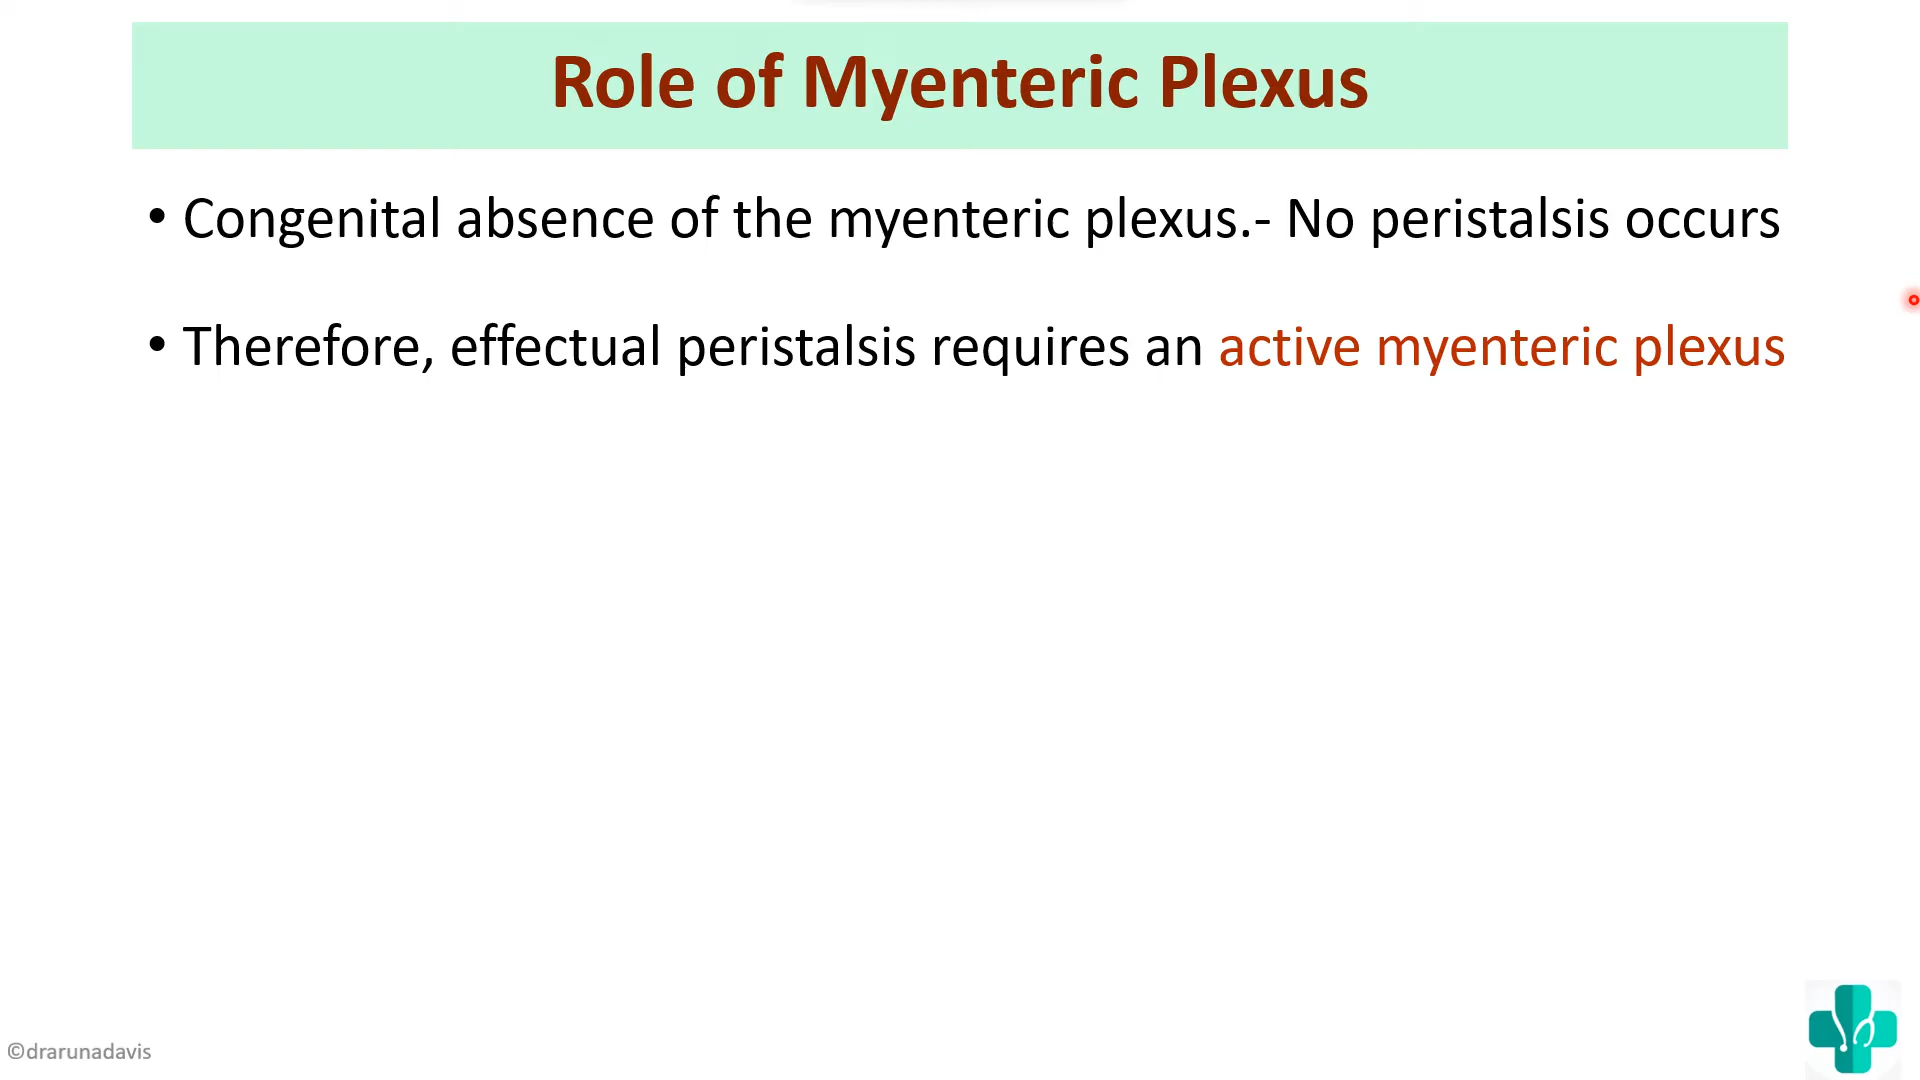 Role of Myenteric Plexus
• Congenital absence of the myenteric plexus.- No peristalsis occurs
• Therefore, effectual peristalsis requires an active myenteric plexus
©drarunadavis